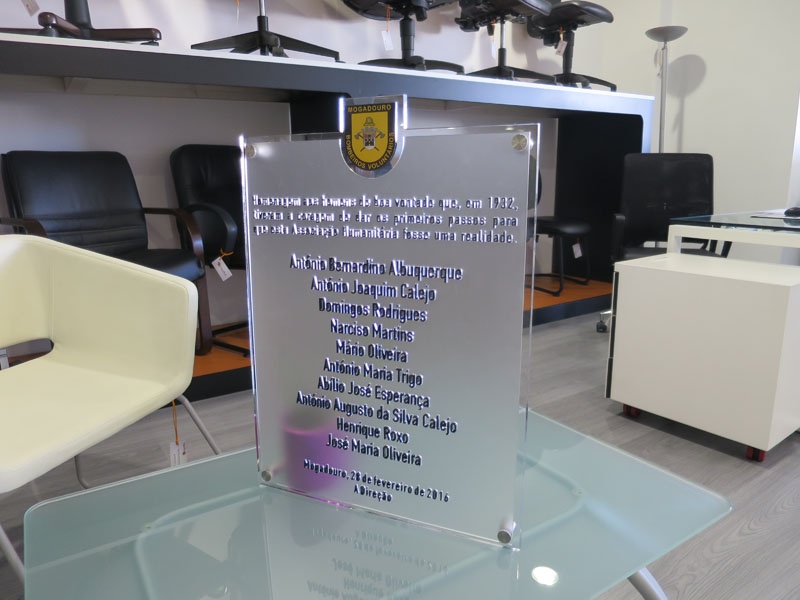 MOGADOURO
BOMBEIROS VOLUNTÁRIOS
Homenagem aos homens de boa vontade que, em 1932,
tiveram a coragem de dar os primeiros passos para
que esta Associação Humanitária fosse uma realidade.
António Bernardino Albuquerque
António Joaquim Calejo
Domingos Rodrigues
Narciso Martins
Mário Oliveira
António Maria Trigo
Abílio José Esperança
António Augusto da Silva Calejo
Henrique Roxo
José Maria Oliveira
Mogadouro, 28 de fevereiro de 2016
A Direção